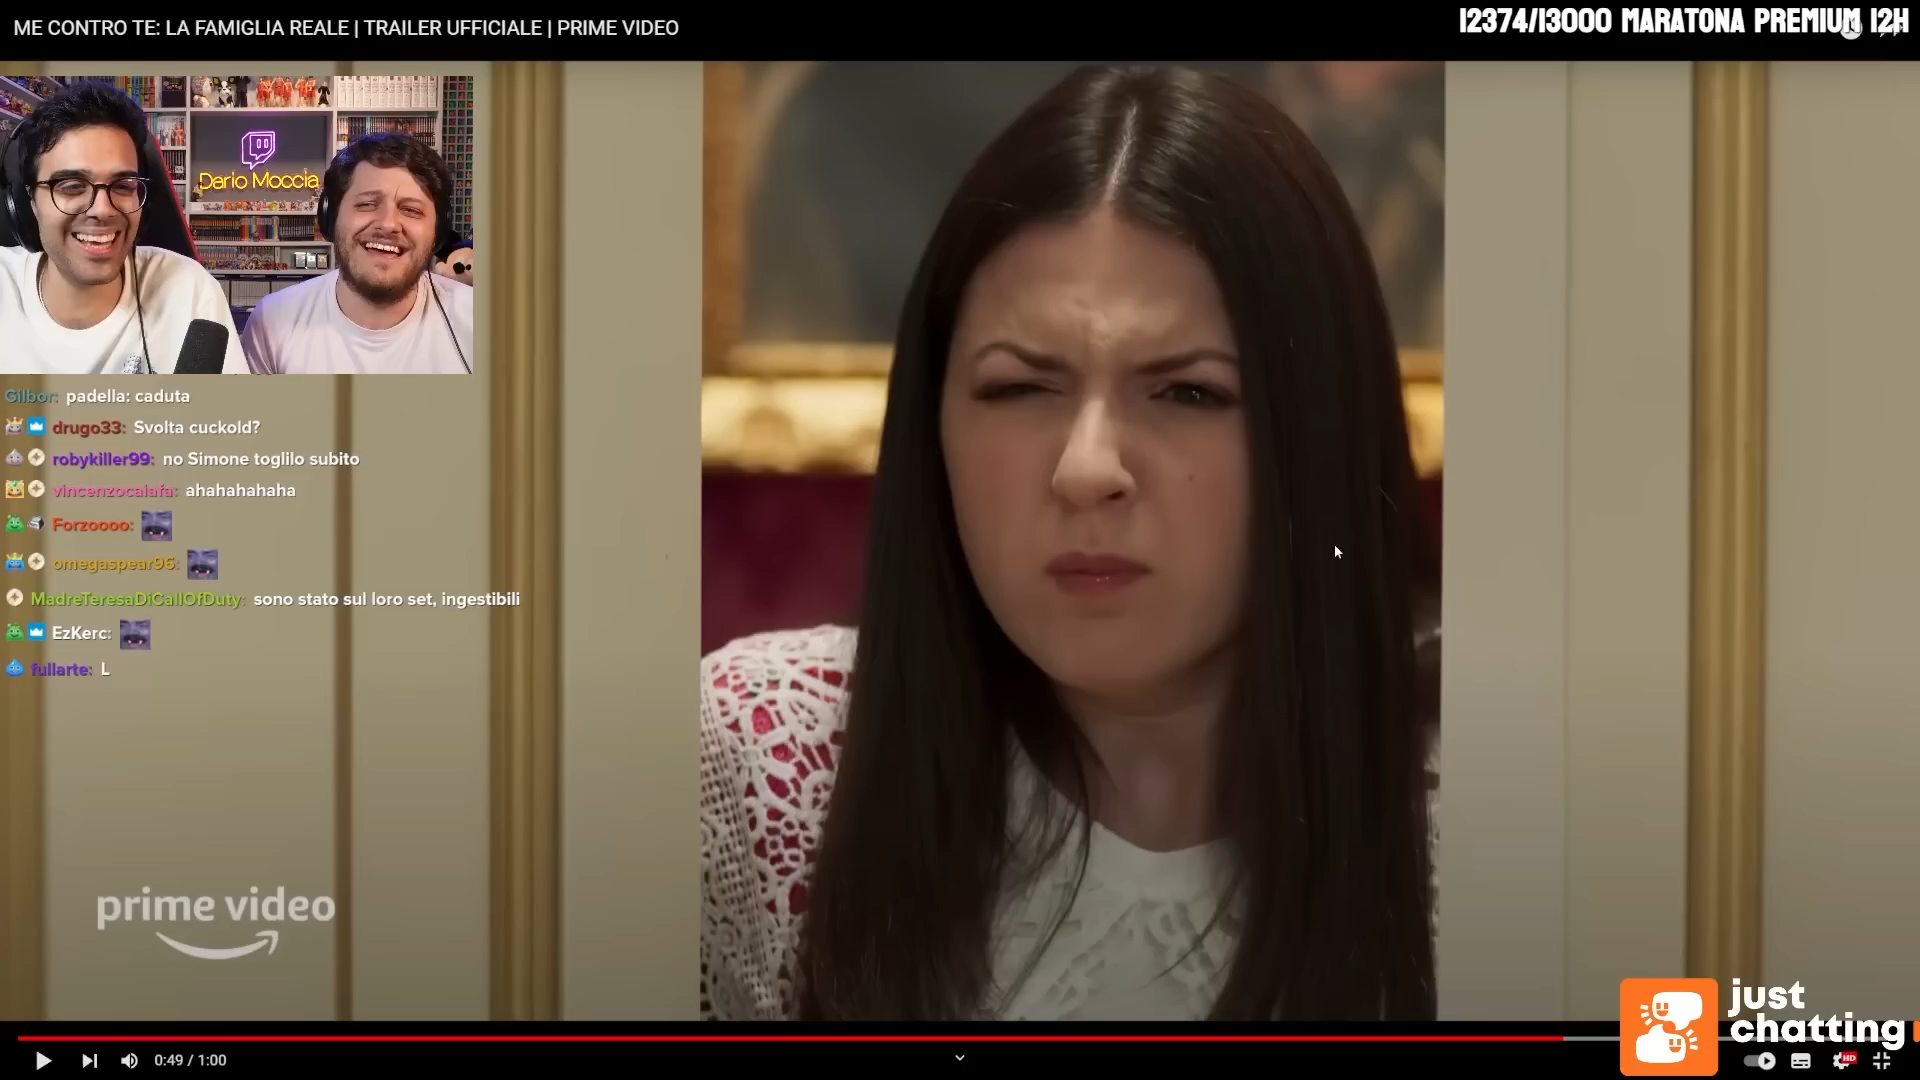 ME CONTRO TE: LA FAMIGLIA REALE | TRAILER UFFICIALE | PRIME VIDEO
12374/13000 MARATONA PREMIUM 12H
Dario Moccia
Gilbor: padella: caduta
drugo33: Svolta cuckold?
robykiller99: no Simone toglilo subito
vincenzocaiafa: ahahahahaha
Forzoooo:
omegaspear96:
MadreTeresaDiCallOfDuty: sono stato sul loro set, ingestibili
EzKerc:
fullarte: L
prime video
just
chatting
0:49 / 1:00
HD